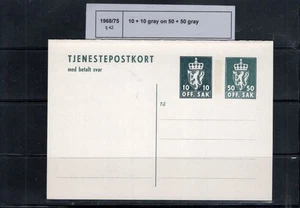 1968/75
§ 42
10 + 10 gray on 50 + 50 gray
TJENESTEPOSTKORT
med betalt svar
Til
10 10
OFF. SAK
50 50
OFF. SAK